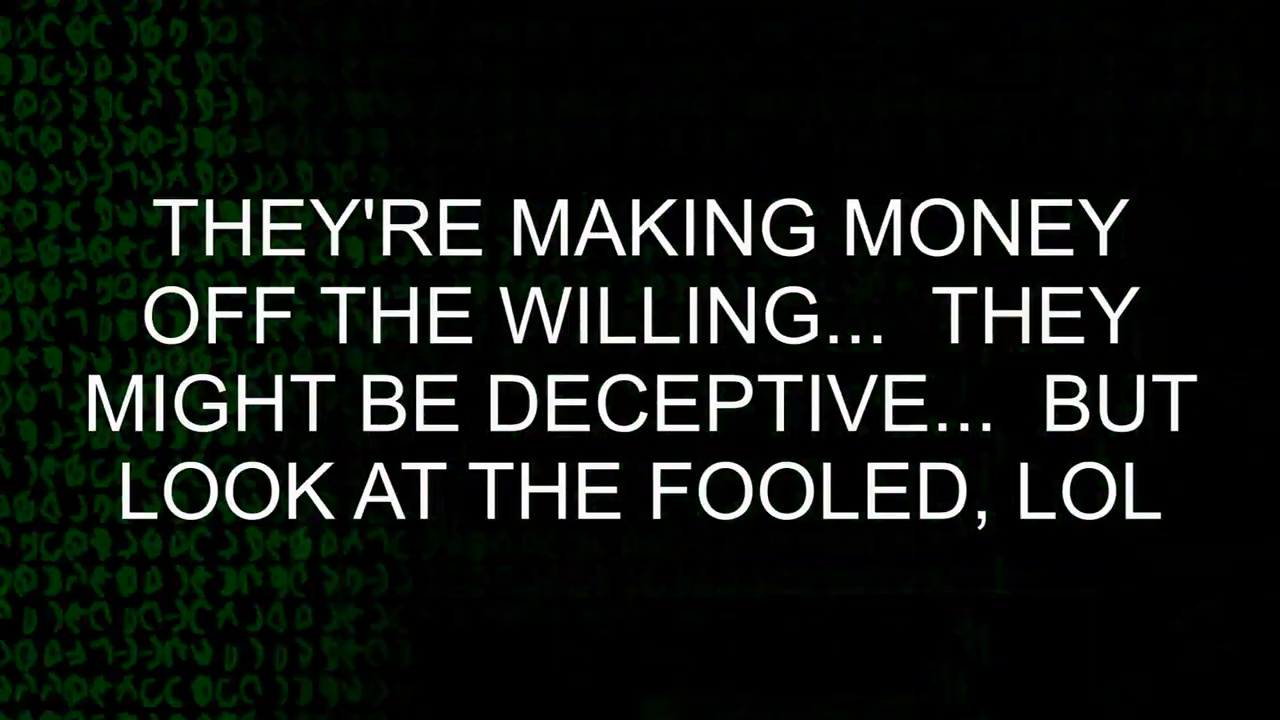 THEY'RE MAKING MONEY
OFF THE WILLING...  THEY
MIGHT BE DECEPTIVE...  BUT
LOOK AT THE FOOLED, LOL